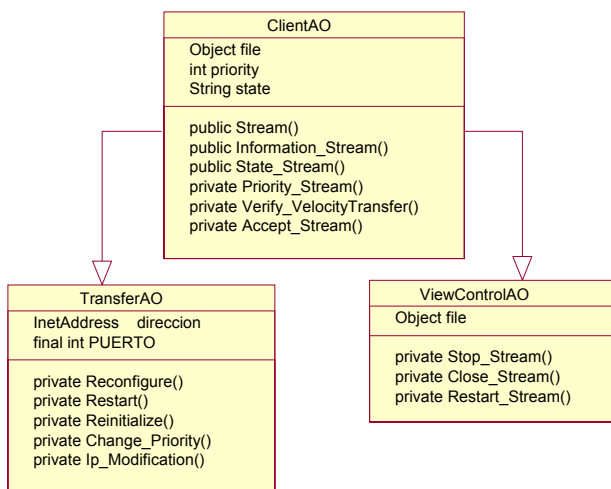 ClientAO
Object file
int priority
String state
public Stream()
public Information_Stream()
public State_Stream()
private Priority_Stream()
private Verify_VelocityTransfer()
private Accept_Stream()
TransferAO
InetAddress direccion
final int PUERTO
private Reconfigure()
private Restart()
private Reinitialize()
private Change_Priority()
private Ip_Modification()
ViewControlAO
Object file
private Stop_Stream()
private Close_Stream()
private Restart_Stream()